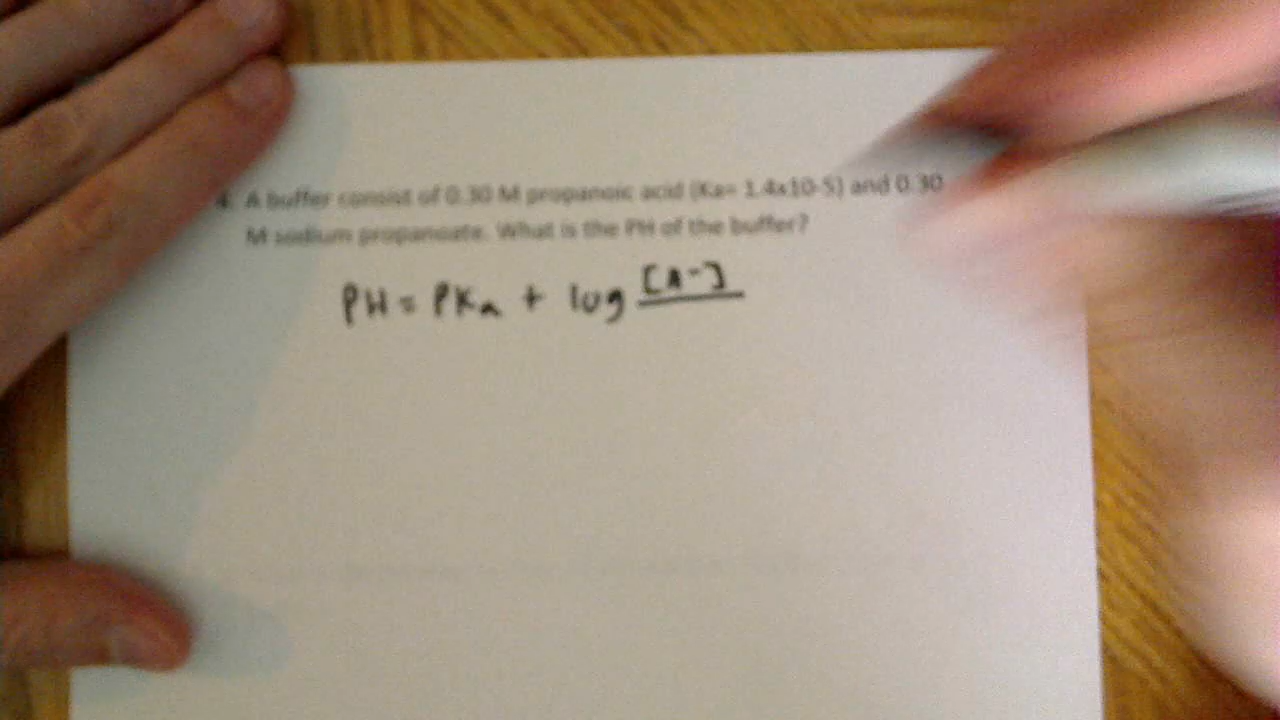 4. A buffer consist of 0.30 M propanoic acid (Ka= 1.4x10-5) and 0.30
M sodium propanoate. What is the PH of the buffer?
PH = PKa + log [A-]